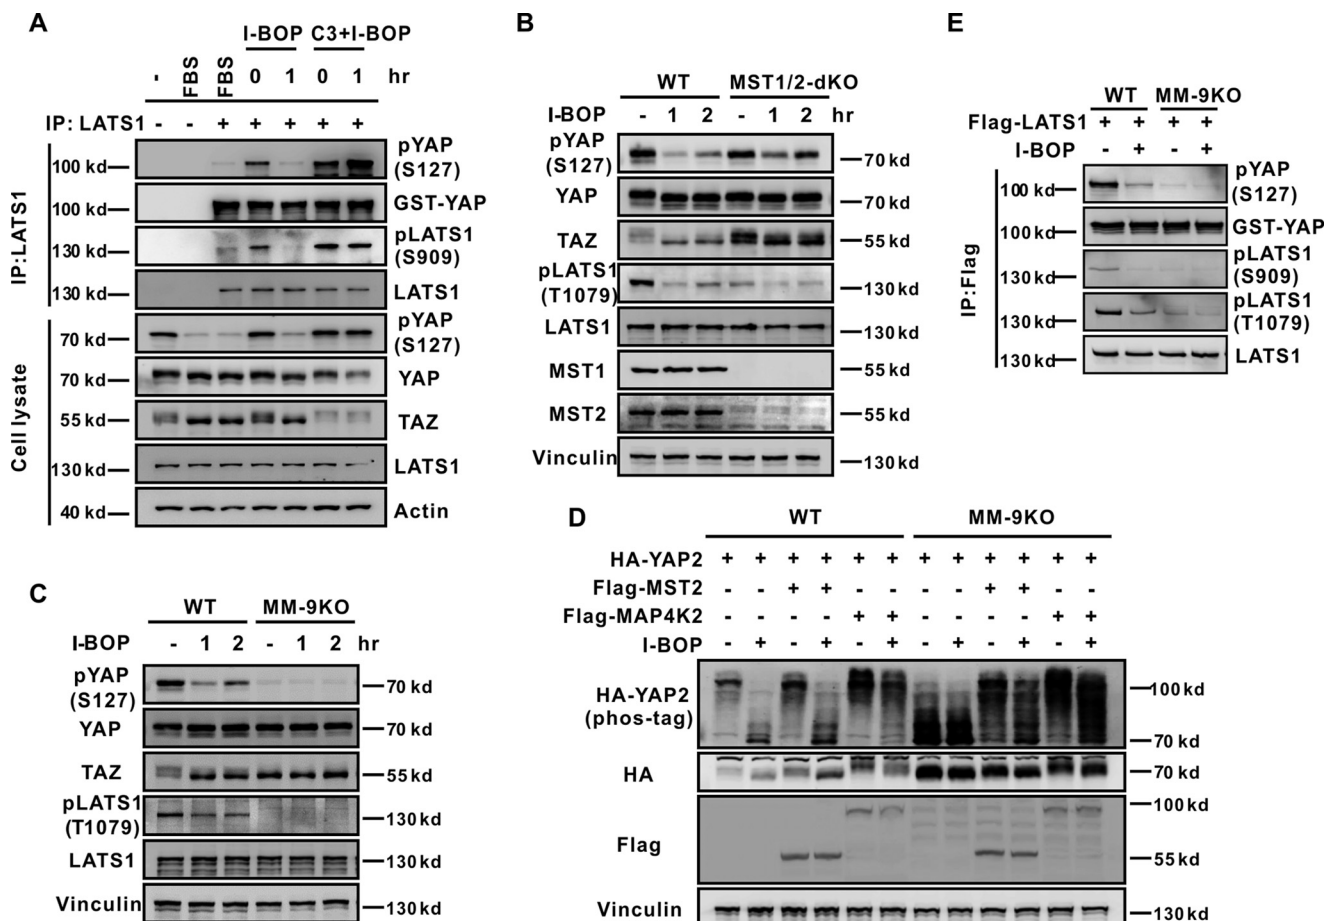 A
I-BOP C3+I-BOP
- FBS FBS 0 1 0 1 hr
IP: LATS1 - - + + + + +
IP:LATS1
100 kd pYAP (S127)
100 kd GST-YAP
130 kd pLATS1 (S909)
130 kd LATS1
Cell lysate
70 kd pYAP (S127)
70 kd YAP
55 kd TAZ
130 kd LATS1
40 kd Actin
B
WT MST1/2-dKO
I-BOP - 1 2 - 1 2 hr
pYAP (S127) 70 kd
YAP 70 kd
TAZ 55 kd
pLATS1 (T1079) 130 kd
LATS1 130 kd
MST1 55 kd
MST2 55 kd
Vinculin 130 kd
E
WT MM-9KO
Flag-LATS1 + + + +
I-BOP - + - +
IP:Flag
100 kd pYAP (S127)
100 kd GST-YAP
130 kd pLATS1 (S909)
130 kd pLATS1 (T1079)
130 kd LATS1
C
WT MM-9KO
I-BOP - 1 2 - 1 2 hr
pYAP (S127) 70 kd
YAP 70 kd
TAZ 55 kd
pLATS1 (T1079) 130 kd
LATS1 130 kd
Vinculin 130 kd
D
WT MM-9KO
HA-YAP2 + + + + + + + + + + + +
Flag-MST2 - - + + - - - - + + - -
Flag-MAP4K2 - - - - + + - - - - + +
I-BOP - + - + - + - + - + - +
HA-YAP2 (phos-tag) 100 kd
70 kd
HA 70 kd
Flag 100 kd
55 kd
Vinculin 130 kd